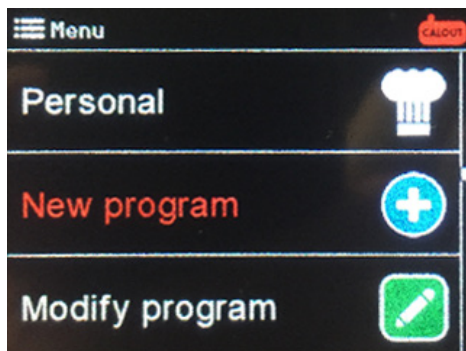 Menu
CALOUT
Personal
New program
Modify program